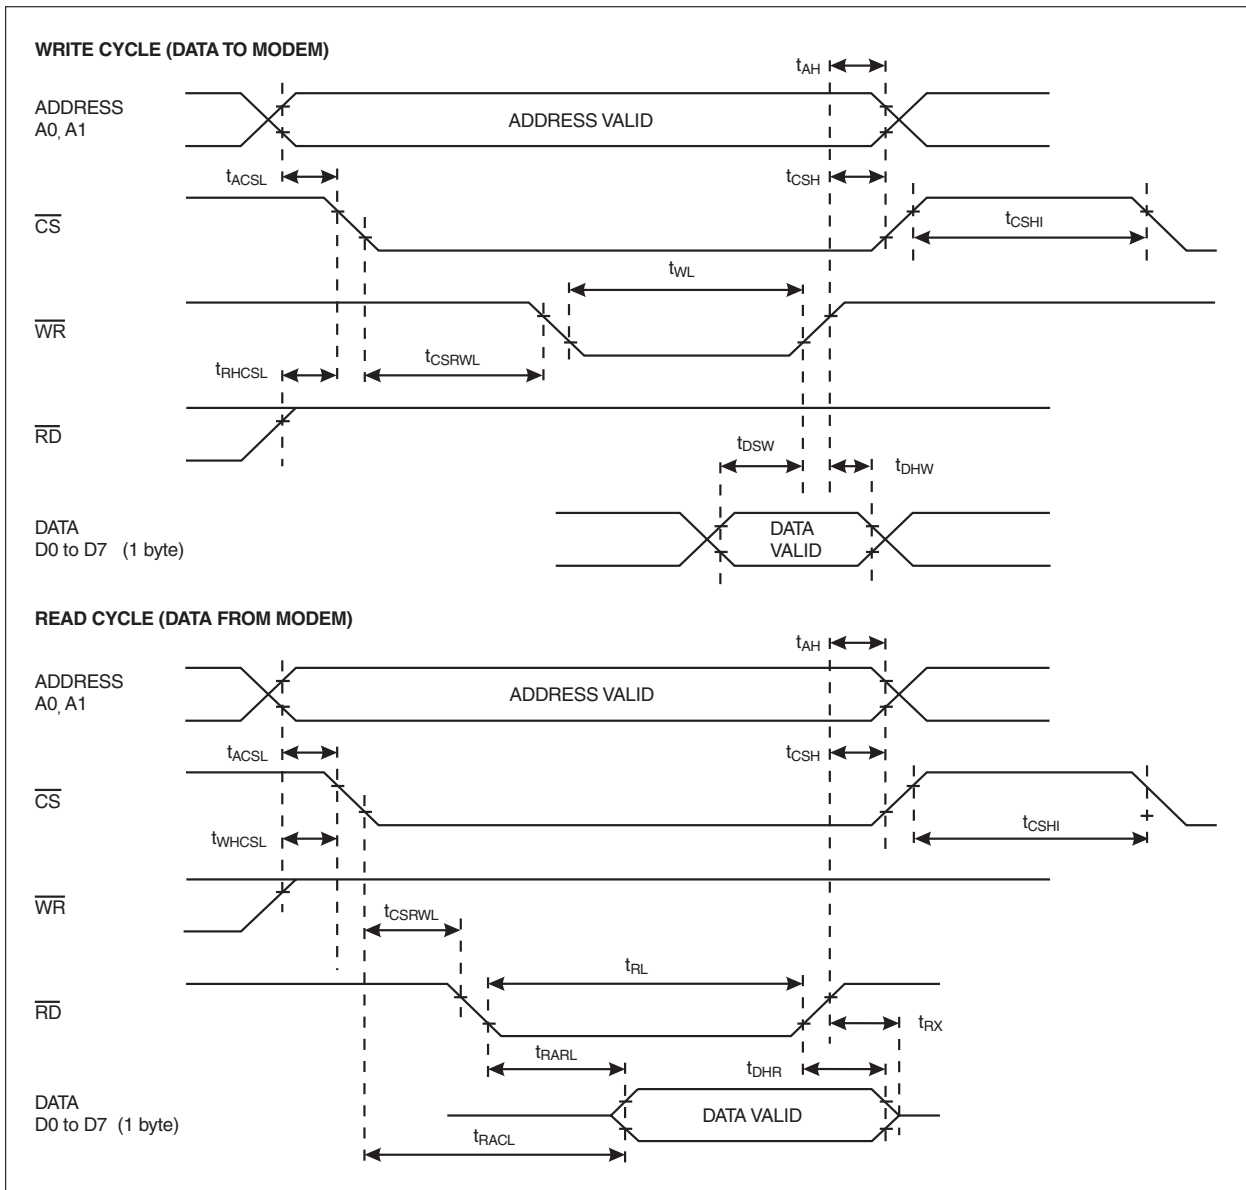 WRITE CYCLE (DATA TO MODEM)
tAH
ADDRESS
A0, A1
ADDRESS VALID
tACSL
tCSH
CS
tCSHI
tWL
WR
tCSRWL
tRHCSL
RD
tDSW
tDHW
DATA
D0 to D7 (1 byte)
DATA
VALID
READ CYCLE (DATA FROM MODEM)
tAH
ADDRESS
A0, A1
ADDRESS VALID
tACSL
tCSH
CS
tCSHI
tWHCSL
WR
tCSRWL
tRL
RD
tRX
tRARL
tDHR
DATA
D0 to D7 (1 byte)
DATA VALID
tRACL